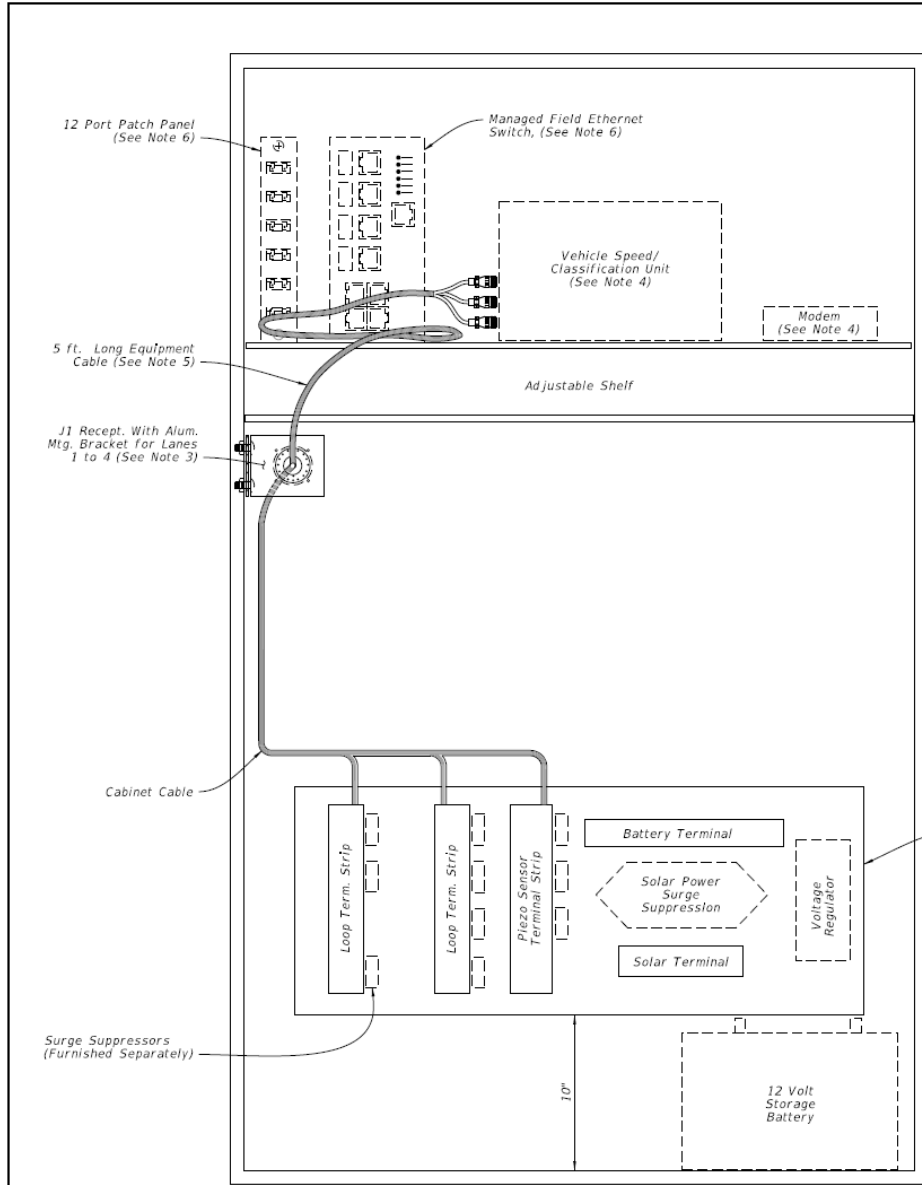 12 Port Patch Panel
(See Note 6)
Managed Field Ethernet
Switch, (See Note 6)
Vehicle Speed/
Classification Unit
(See Note 4)
Modem
(See Note 4)
5 ft. Long Equipment
Cable (See Note 5)
Adjustable Shelf
J1 Recept. With Alum.
Mtg. Bracket for Lanes
1 to 4 (See Note 3)
Cabinet Cable
Loop Term. Strip
Loop Term. Strip
Piezo Sensor
Terminal Strip
Battery Terminal
Solar Power
Surge
Suppression
Voltage
Regulator
Solar Terminal
Surge Suppressors
(Furnished Separately)
10"
12 Volt
Storage
Battery